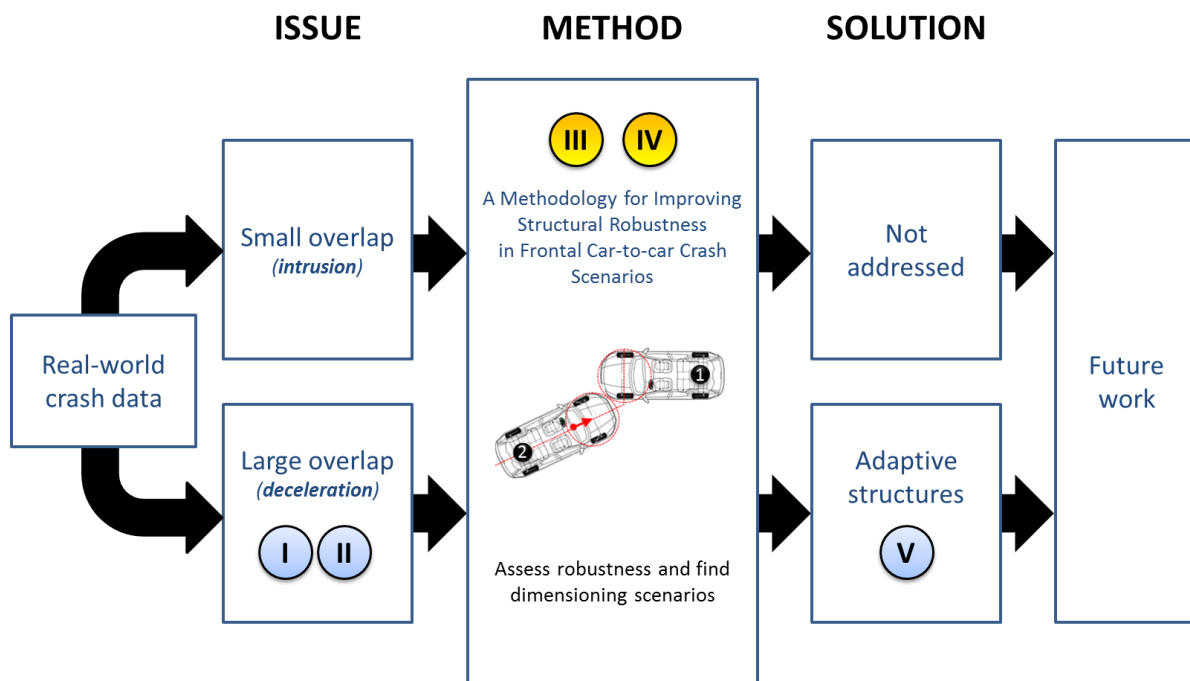 ISSUE
METHOD
SOLUTION
Real-world
crash data
Small overlap
(intrusion)
Large overlap
(deceleration)
I
II
III
IV
A Methodology for Improving
Structural Robustness
in Frontal Car-to-car Crash
Scenarios
1
2
Assess robustness and find
dimensioning scenarios
Not
addressed
Adaptive
structures
V
Future
work